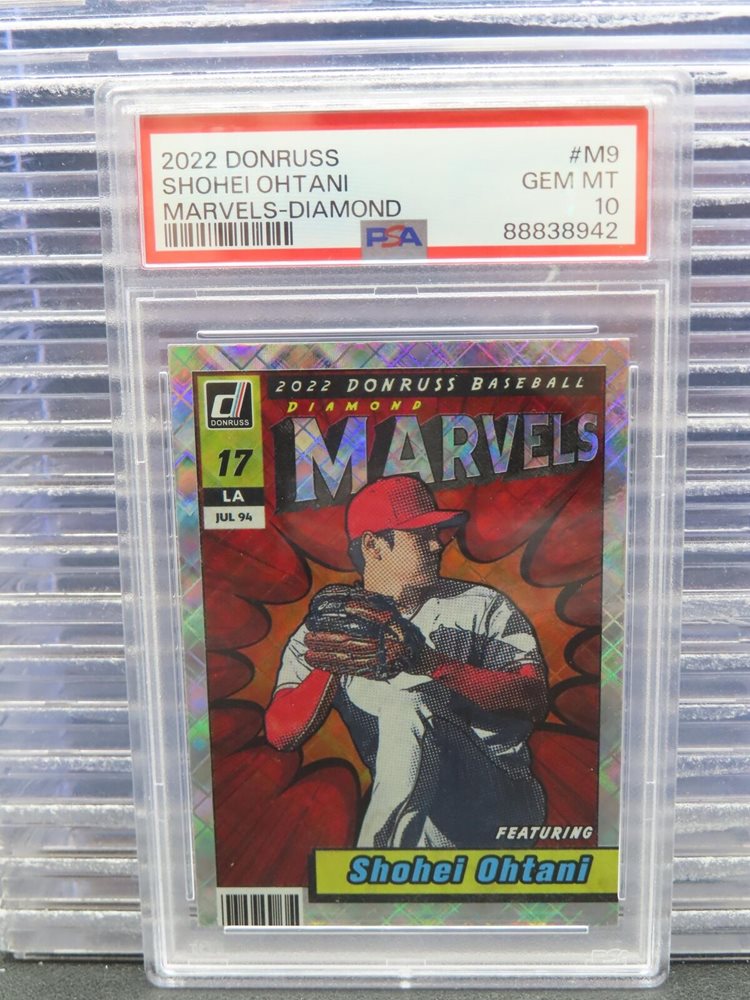 2022 DONRUSS #M9
SHOHEI OHTANI GEM MT
MARVELS-DIAMOND 10
PSA 88838942
2022 DONRUSS BASEBALL
DIAMOND
MARVELS
DONRUSS
17
LA
JUL 94
FEATURING
Shohei Ohtani